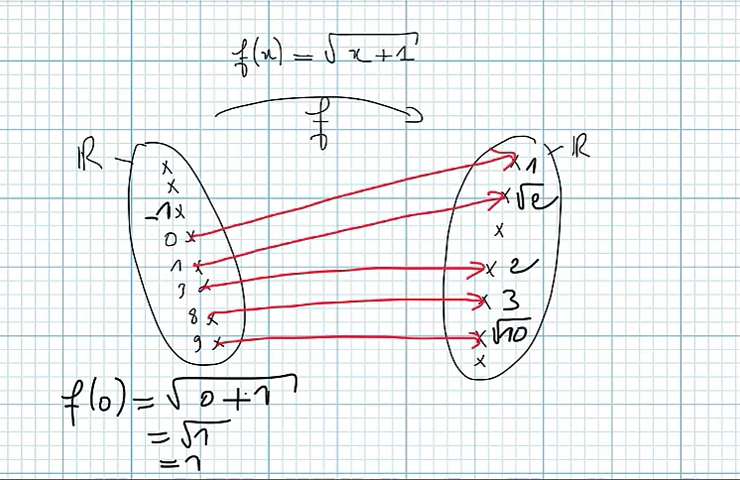 f(x) = √x+1
f
R
R
1
-1
√2
0
1
2
3
3
8
√10
9
f(0) = √0+1
= √1
= 1